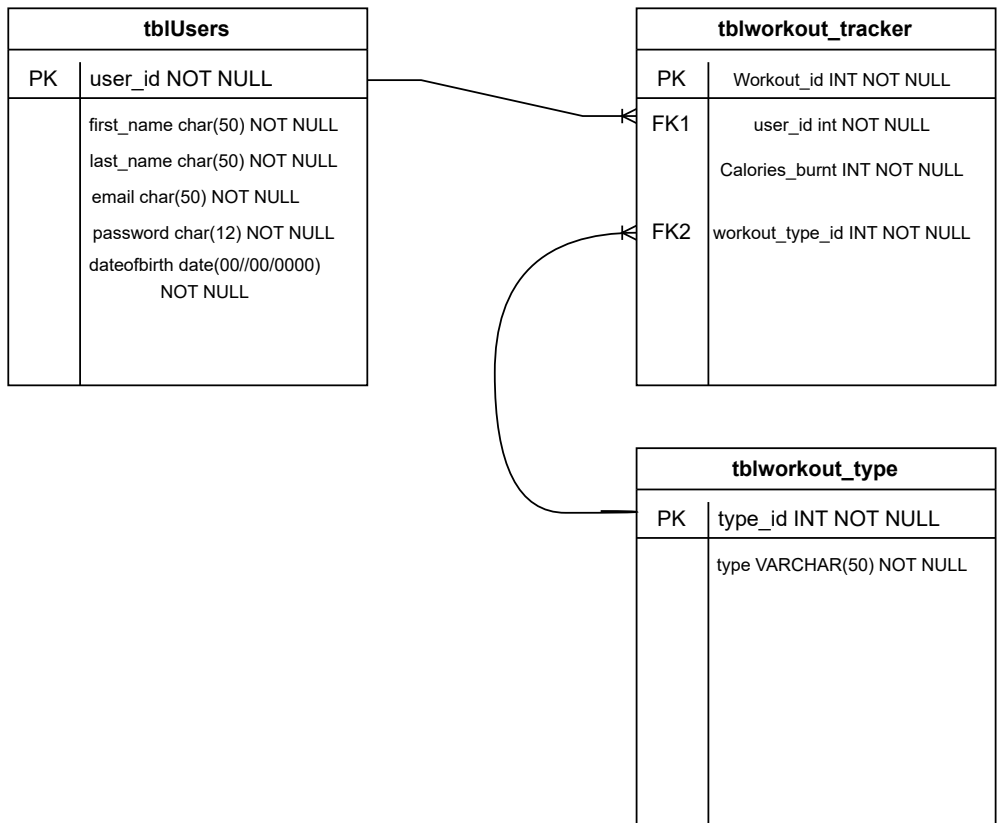 tblUsers
PK user_id NOT NULL
first_name char(50) NOT NULL
last_name char(50) NOT NULL
email char(50) NOT NULL
password char(12) NOT NULL
dateofbirth date(00//00/0000)
NOT NULL
tblworkout_tracker
PK Workout_id INT NOT NULL
FK1 user_id int NOT NULL
Calories_burnt INT NOT NULL
FK2 workout_type_id INT NOT NULL
tblworkout_type
PK type_id INT NOT NULL
type VARCHAR(50) NOT NULL